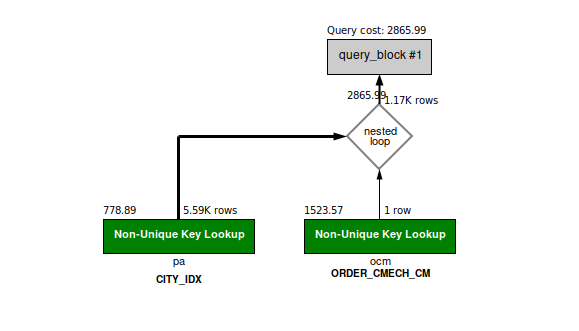 Query cost: 2865.99
query_block #1
2865.99
1.17K rows
nested
loop
778.89
5.59K rows
1523.57
1 row
Non-Unique Key Lookup
Non-Unique Key Lookup
pa
ocm
CITY_IDX
ORDER_CMECH_CM